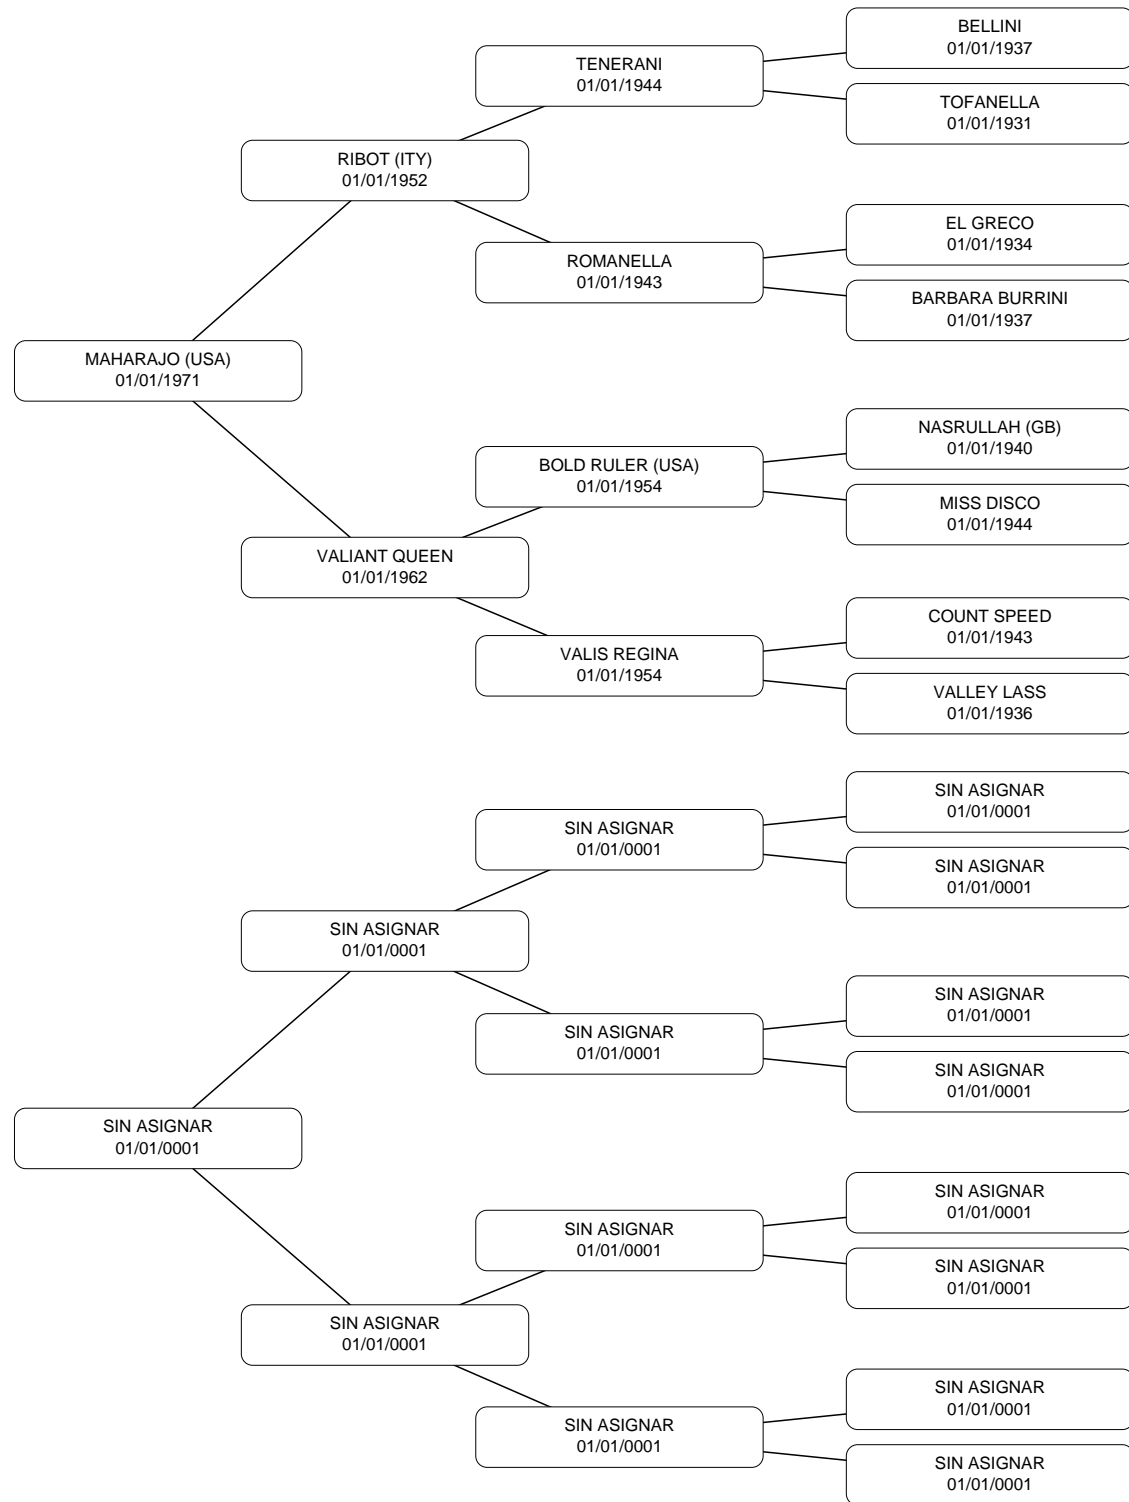 BELLINI
01/01/1937
TENERANI
01/01/1944
TOFANELLA
01/01/1931
RIBOT (ITY)
01/01/1952
EL GRECO
01/01/1934
ROMANELLA
01/01/1943
BARBARA BURRINI
01/01/1937
MAHARAJO (USA)
01/01/1971
NASRULLAH (GB)
01/01/1940
BOLD RULER (USA)
01/01/1954
MISS DISCO
01/01/1944
VALIANT QUEEN
01/01/1962
COUNT SPEED
01/01/1943
VALIS REGINA
01/01/1954
VALLEY LASS
01/01/1936
SIN ASIGNAR
01/01/0001
SIN ASIGNAR
01/01/0001
SIN ASIGNAR
01/01/0001
SIN ASIGNAR
01/01/0001
SIN ASIGNAR
01/01/0001
SIN ASIGNAR
01/01/0001
SIN ASIGNAR
01/01/0001
SIN ASIGNAR
01/01/0001
SIN ASIGNAR
01/01/0001
SIN ASIGNAR
01/01/0001
SIN ASIGNAR
01/01/0001
SIN ASIGNAR
01/01/0001
SIN ASIGNAR
01/01/0001
SIN ASIGNAR
01/01/0001
SIN ASIGNAR
01/01/0001